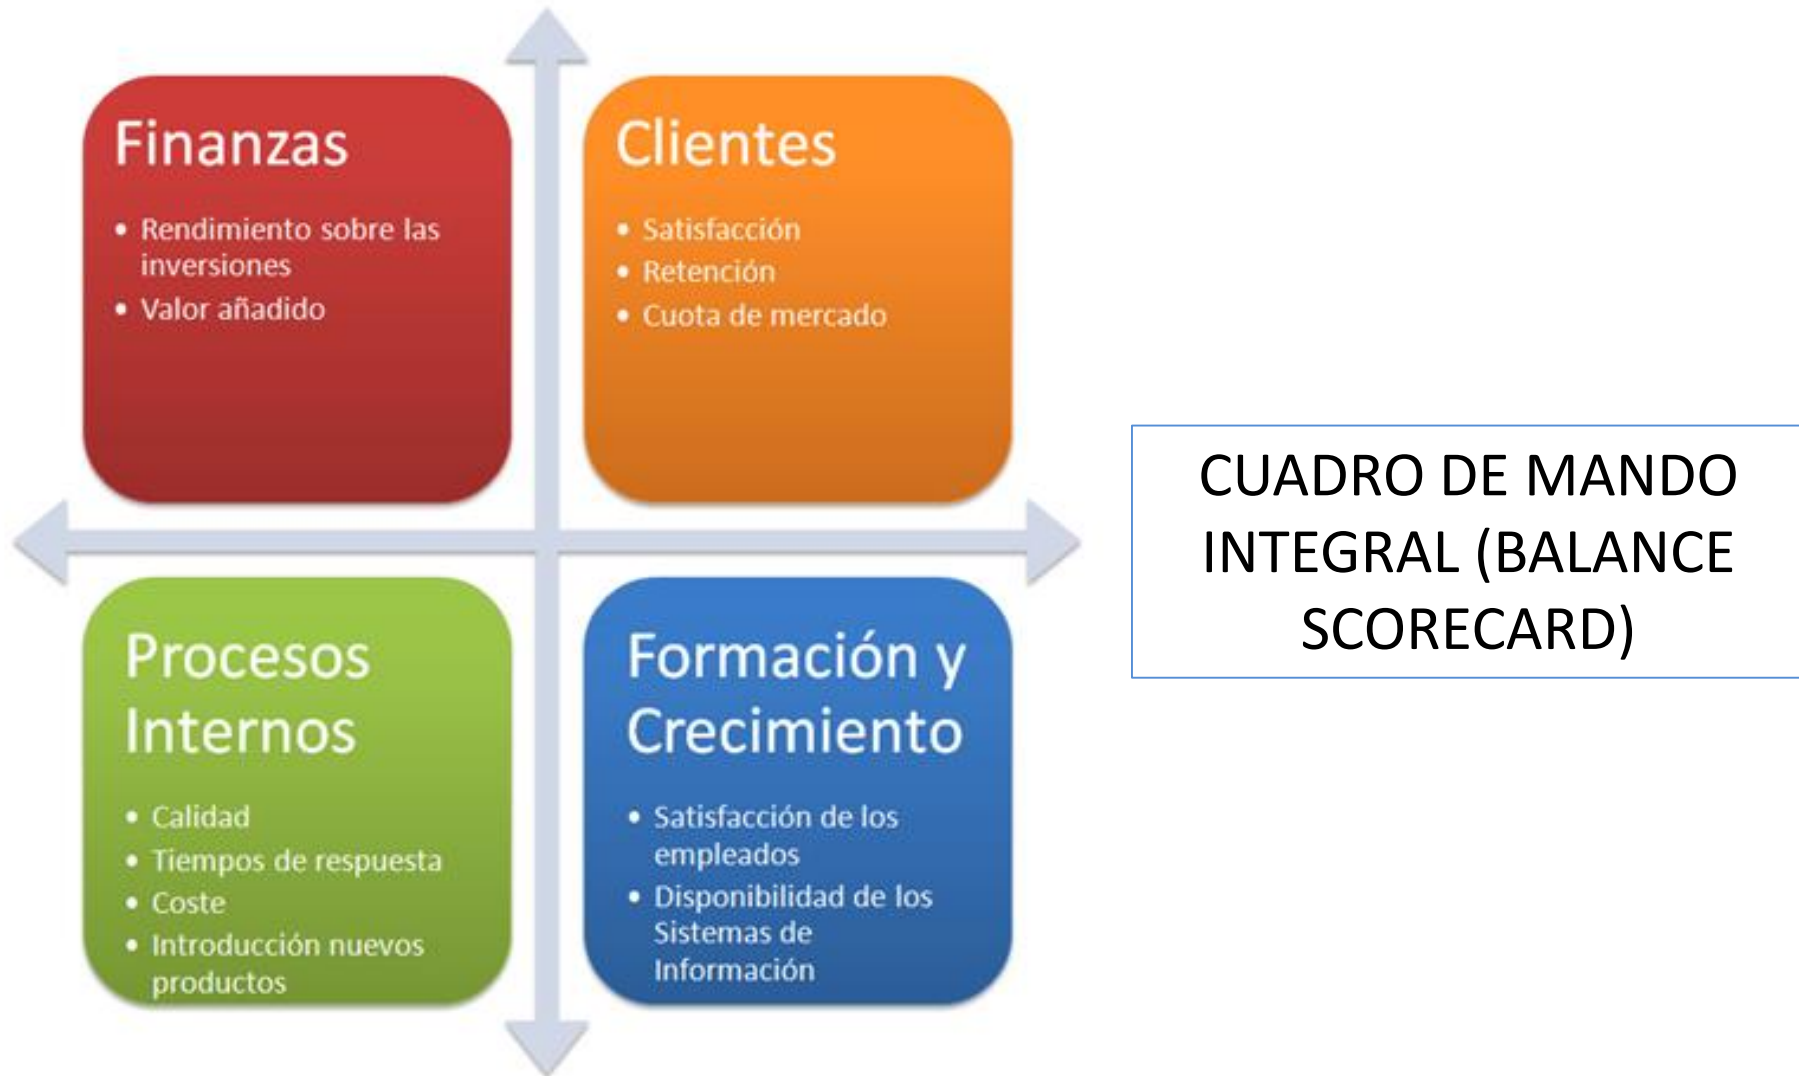 Finanzas
• Rendimiento sobre las
inversiones
• Valor añadido
Clientes
• Satisfacción
• Retención
• Cuota de mercado
Procesos
Internos
• Calidad
• Tiempos de respuesta
• Coste
• Introducción nuevos
productos
Formación y
Crecimiento
• Satisfacción de los
empleados
• Disponibilidad de los
Sistemas de
Información
CUADRO DE MANDO
INTEGRAL (BALANCE
SCORECARD)